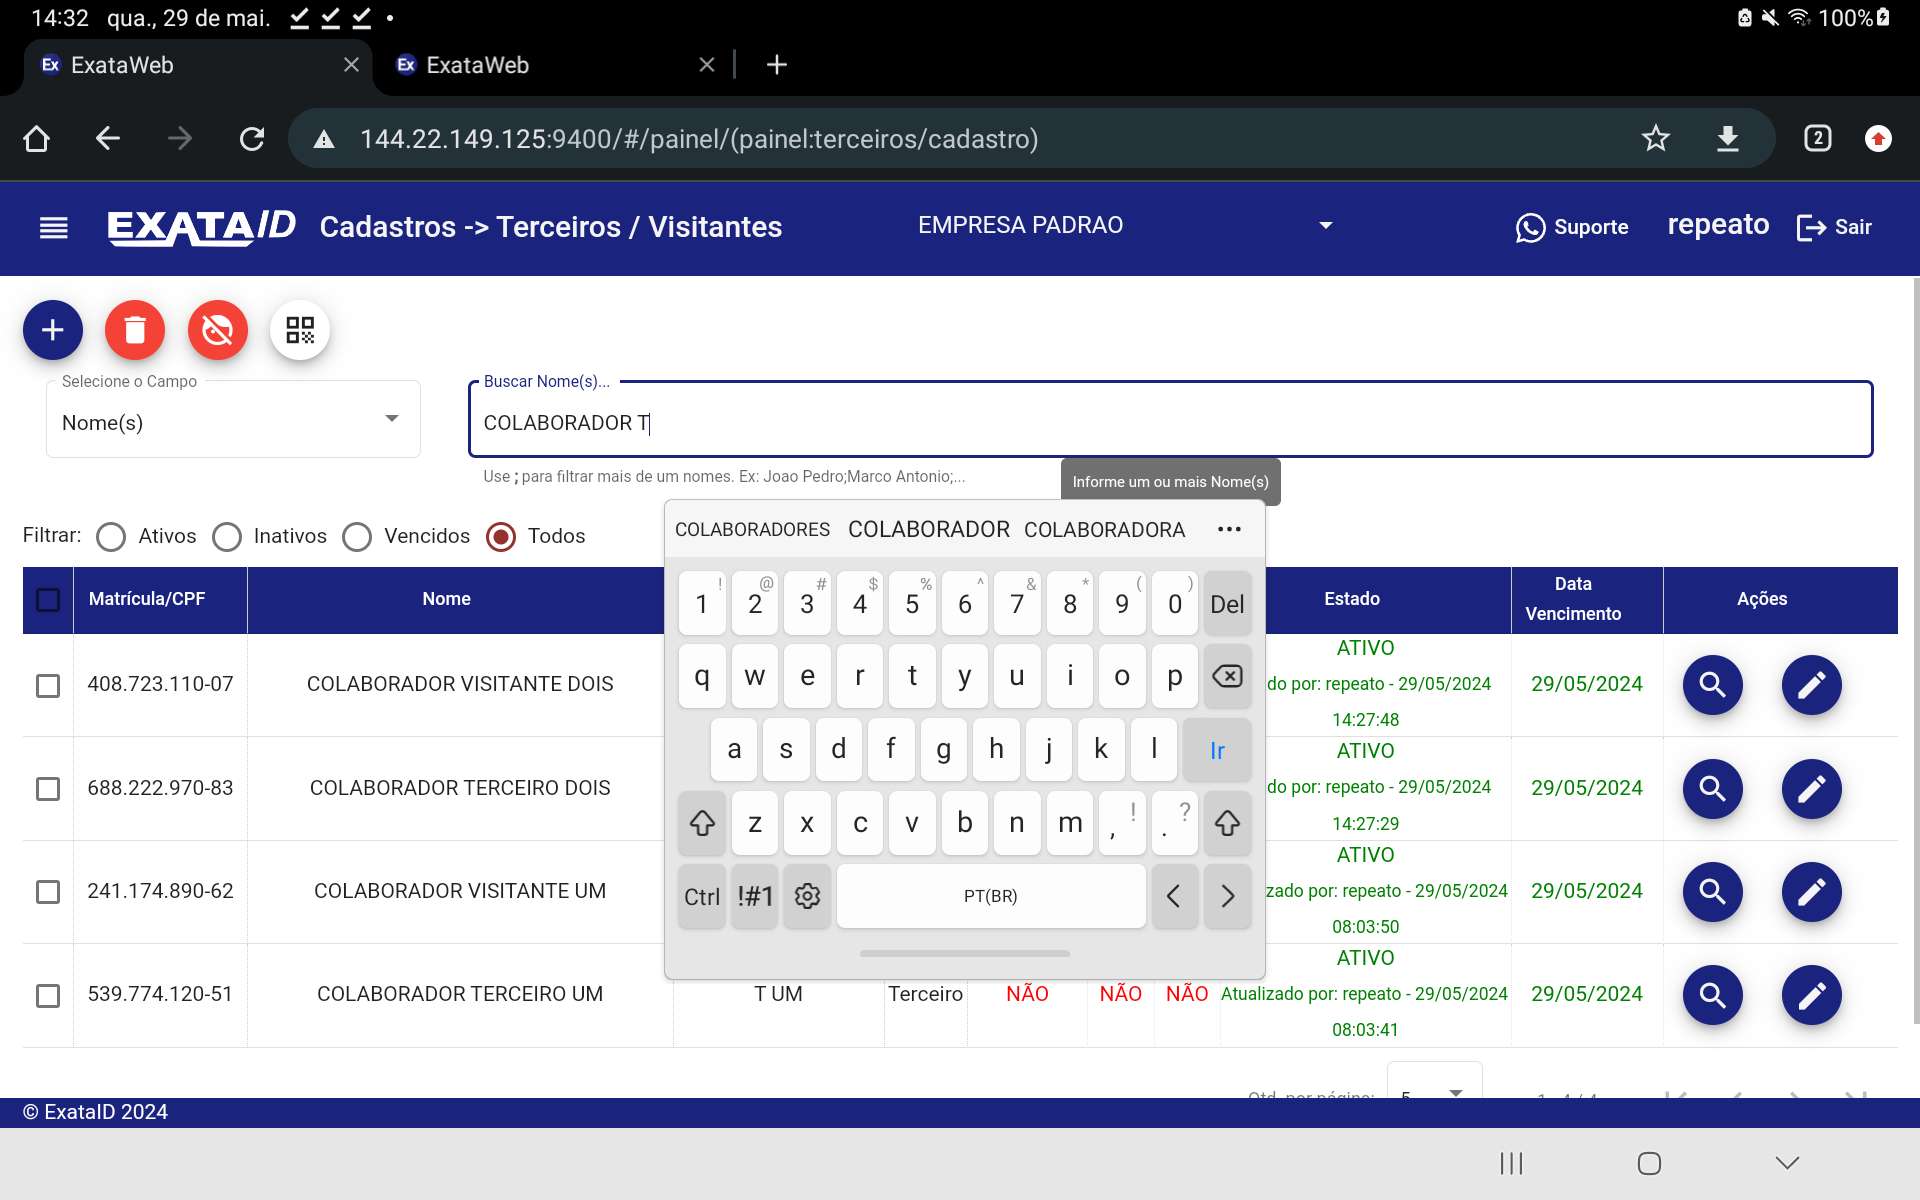 14:32 qua., 29 de mai.
100%
Ex ExataWeb
Ex ExataWeb
144.22.149.125:9400/#/painel/(painel:terceiros/cadastro)
2
EXATAID Cadastros -> Terceiros / Visitantes EMPRESA PADRAO Suporte repeato Sair
Selecione o Campo
Nome(s)
Buscar Nome(s)...
COLABORADOR T
Use ; para filtrar mais de um nomes. Ex: Joao Pedro;Marco Antonio;...
Informe um ou mais Nome(s)
Filtrar: Ativos Inativos Vencidos Todos
COLABORADORES COLABORADOR COLABORADORA
! @ # $ % ^ & * ( )
1 2 3 4 5 6 7 8 9 0 Del
q w e r t y u i o p
a s d f g h j k l Ir
z x c v b n m , ! . ?
Ctrl !#1 PT(BR)
Matrícula/CPF Nome Estado Data Vencimento Ações
408.723.110-07 COLABORADOR VISITANTE DOIS ATIVO
do por: repeato - 29/05/2024 29/05/2024
14:27:48
688.222.970-83 COLABORADOR TERCEIRO DOIS ATIVO
do por: repeato - 29/05/2024 29/05/2024
14:27:29
241.174.890-62 COLABORADOR VISITANTE UM ATIVO
zado por: repeato - 29/05/2024 29/05/2024
08:03:50
539.774.120-51 COLABORADOR TERCEIRO UM T UM Terceiro NÃO NÃO NÃO ATIVO
Atualizado por: repeato - 29/05/2024 29/05/2024
08:03:41
Qtd. por página: 5
© ExataID 2024